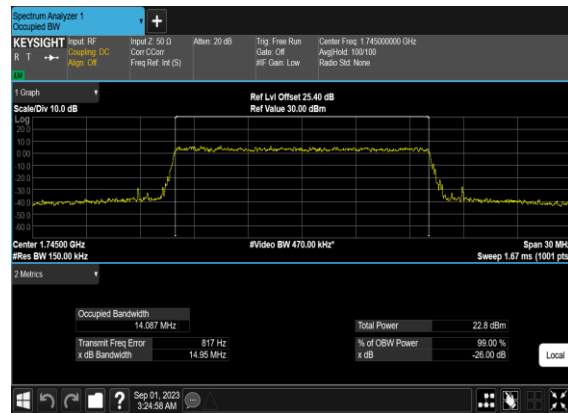 Spectrum Analyzer 1
Occupied BW
+
KEYSIGHT Input: RF Input Z: 50 Ω Atten: 20 dB Trig: Free Run Center Freq: 1.745000000 GHz
R T Coupling: DC Corr CCorr Gate: Off Avg|Hold: 100/100
Align: Off Freq Ref: Int (S) #IF Gain: Low Radio Std: None
1 Graph
Ref Lvl Offset 25.40 dB
Scale/Div 10.0 dB Ref Value 30.00 dBm
Log
20.0
10.0
0.00
-10.0
-20.0
-30.0
-40.0
-50.0
-60.0
Center 1.74500 GHz #Video BW 470.00 kHz* Span 30 MHz
#Res BW 150.00 kHz Sweep 1.67 ms (1001 pts)
2 Metrics
Occupied Bandwidth
14.087 MHz Total Power 22.8 dBm
Transmit Freq Error 817 Hz % of OBW Power 99.00 %
x dB Bandwidth 14.95 MHz x dB -26.00 dB
Local
? Sep 01, 2023
3:24:58 AM